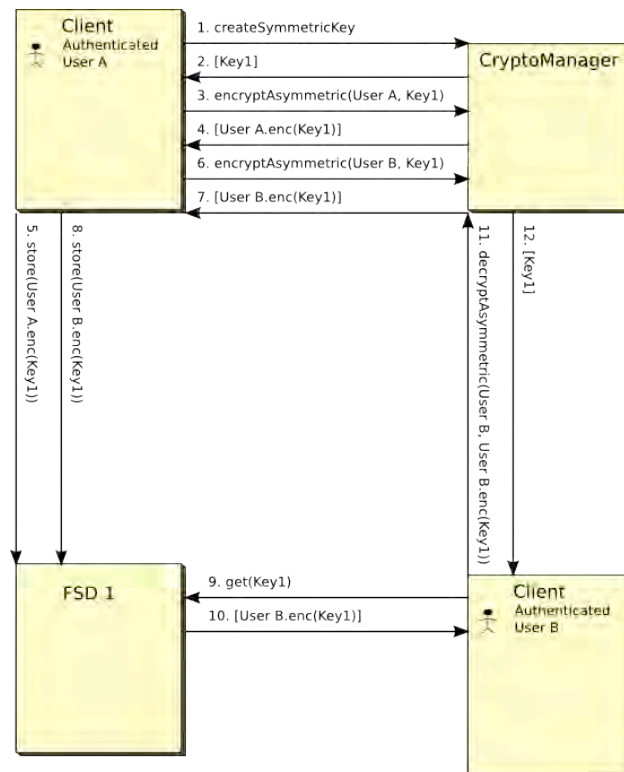 Client
Authenticated
User A
1. createSymmetricKey
2. [Key1]
3. encryptAsymmetric(User A, Key1)
4. [User A.enc(Key1)]
6. encryptAsymmetric(User B, Key1)
7. [User B.enc(Key1)]
CryptoManager
5. store(User A.enc(Key1))
8. store(User B.enc(Key1))
11. decryptAsymmetric(User B, User B.enc(Key1))
12. [Key1]
FSD 1
9. get(Key1)
10. [User B.enc(Key1)]
Client
Authenticated
User B